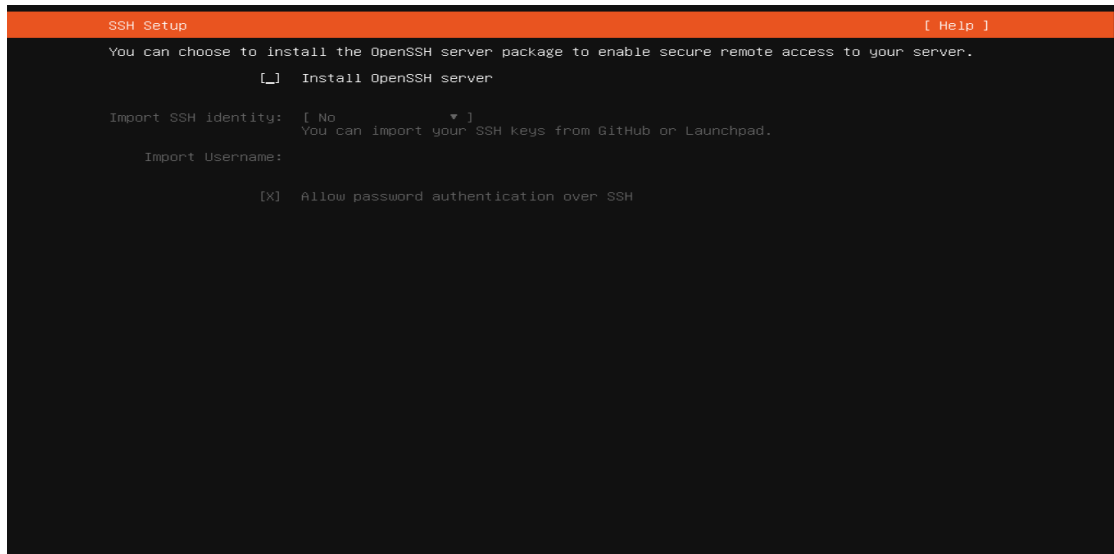 SSH Setup [ Help ]
You can choose to install the OpenSSH server package to enable secure remote access to your server.
[_] Install OpenSSH server
Import SSH identity: [ No ▼ ]
You can import your SSH keys from GitHub or Launchpad.
Import Username:
[X] Allow password authentication over SSH